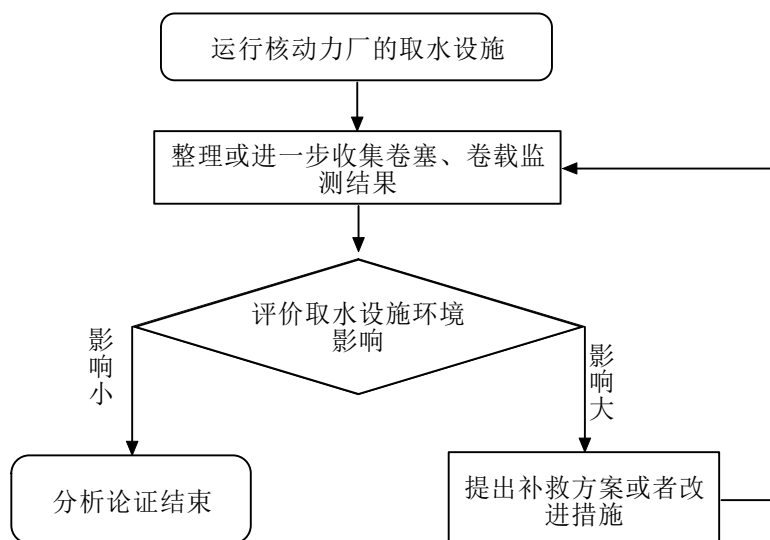 运行核动力厂的取水设施
整理或进一步收集卷塞、卷载监
测结果
评价取水设施环境
影响
影响小
影响大
分析论证结束
提出补救方案或者改
进措施